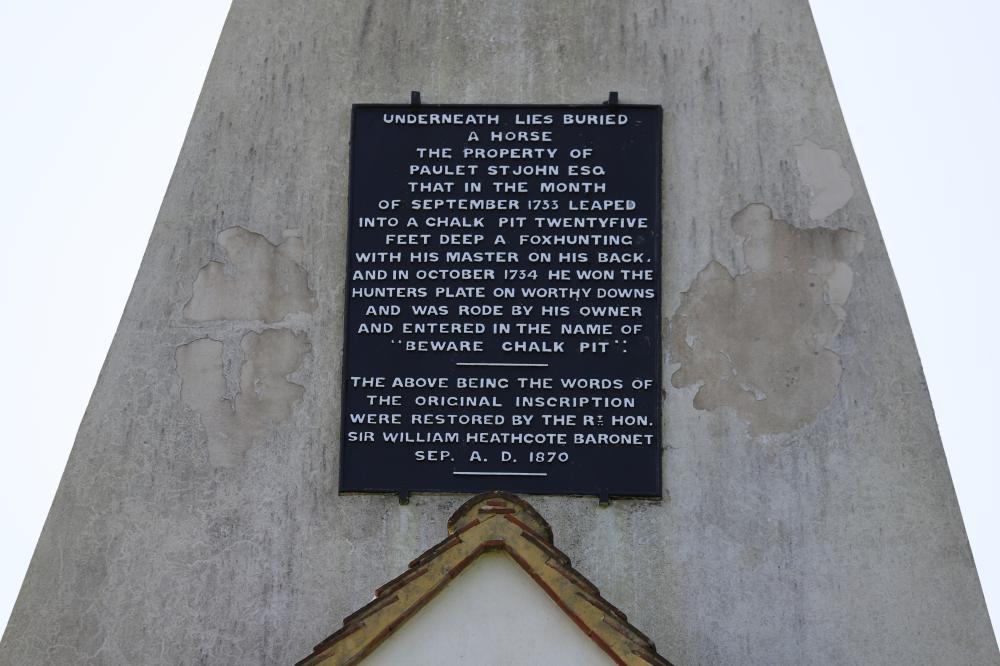 UNDERNEATH LIES BURIED
A HORSE
THE PROPERTY OF
PAULET STJOHN ESQ
THAT IN THE MONTH
OF SEPTEMBER 1733 LEAPED
INTO A CHALK PIT TWENTYFIVE
FEET DEEP A FOXHUNTING
WITH HIS MASTER ON HIS BACK.
AND IN OCTOBER 1734 HE WON THE
HUNTERS PLATE ON WORTHY DOWNS
AND WAS RODE BY HIS OWNER
AND ENTERED IN THE NAME OF
"BEWARE CHALK PIT".
THE ABOVE BEING THE WORDS OF
THE ORIGINAL INSCRIPTION
WERE RESTORED BY THE RT. HON.
SIR WILLIAM HEATHCOTE BARONET
SEP. A. D. 1870